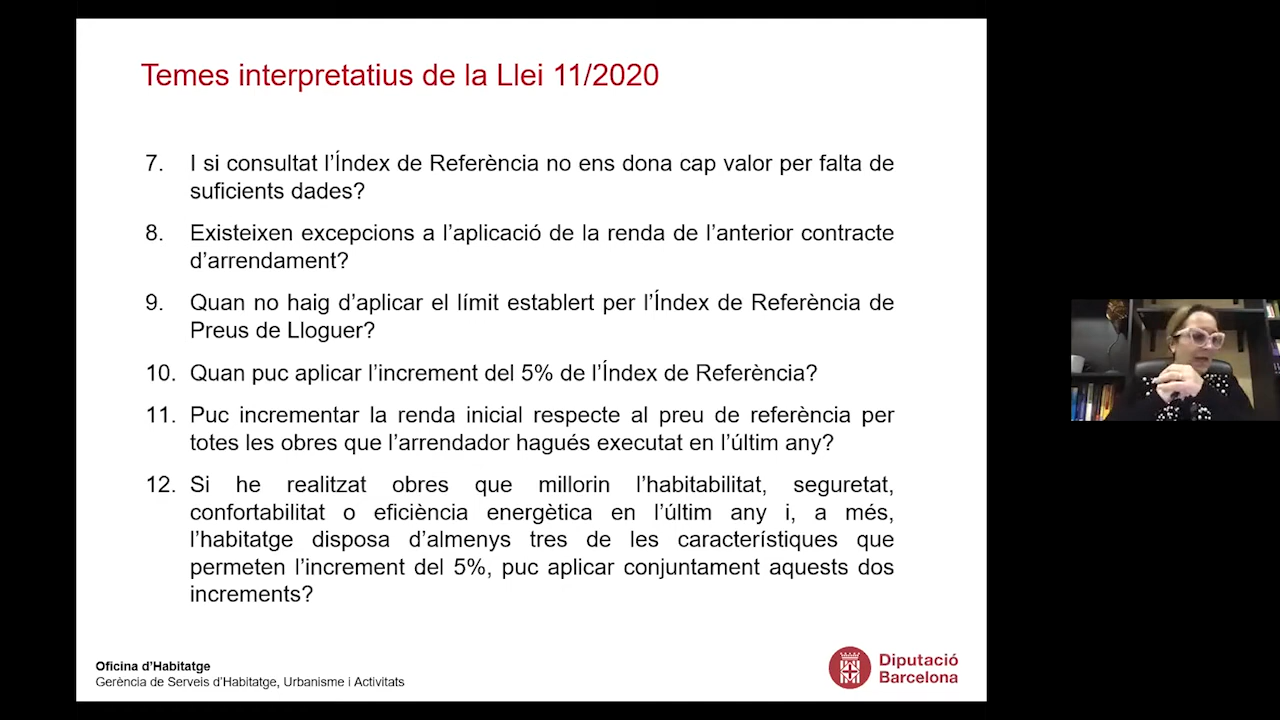 Temes interpretatius de la Llei 11/2020
7. I si consultat l’Índex de Referència no ens dona cap valor per falta de
suficients dades?
8. Existeixen excepcions a l’aplicació de la renda de l’anterior contracte
d’arrendament?
9. Quan no haig d’aplicar el límit establert per l’Índex de Referència de
Preus de Lloguer?
10. Quan puc aplicar l’increment del 5% de l’Índex de Referència?
11. Puc incrementar la renda inicial respecte al preu de referència per
totes les obres que l’arrendador hagués executat en l’últim any?
12. Si he realitzat obres que millorin l’habitabilitat, seguretat,
confortabilitat o eficiència energètica en l’últim any i, a més,
l’habitatge disposa d’almenys tres de les característiques que
permeten l’increment del 5%, puc aplicar conjuntament aquests dos
increments?
Oficina d’Habitatge
Gerència de Serveis d’Habitatge, Urbanisme i Activitats
Diputació
Barcelona